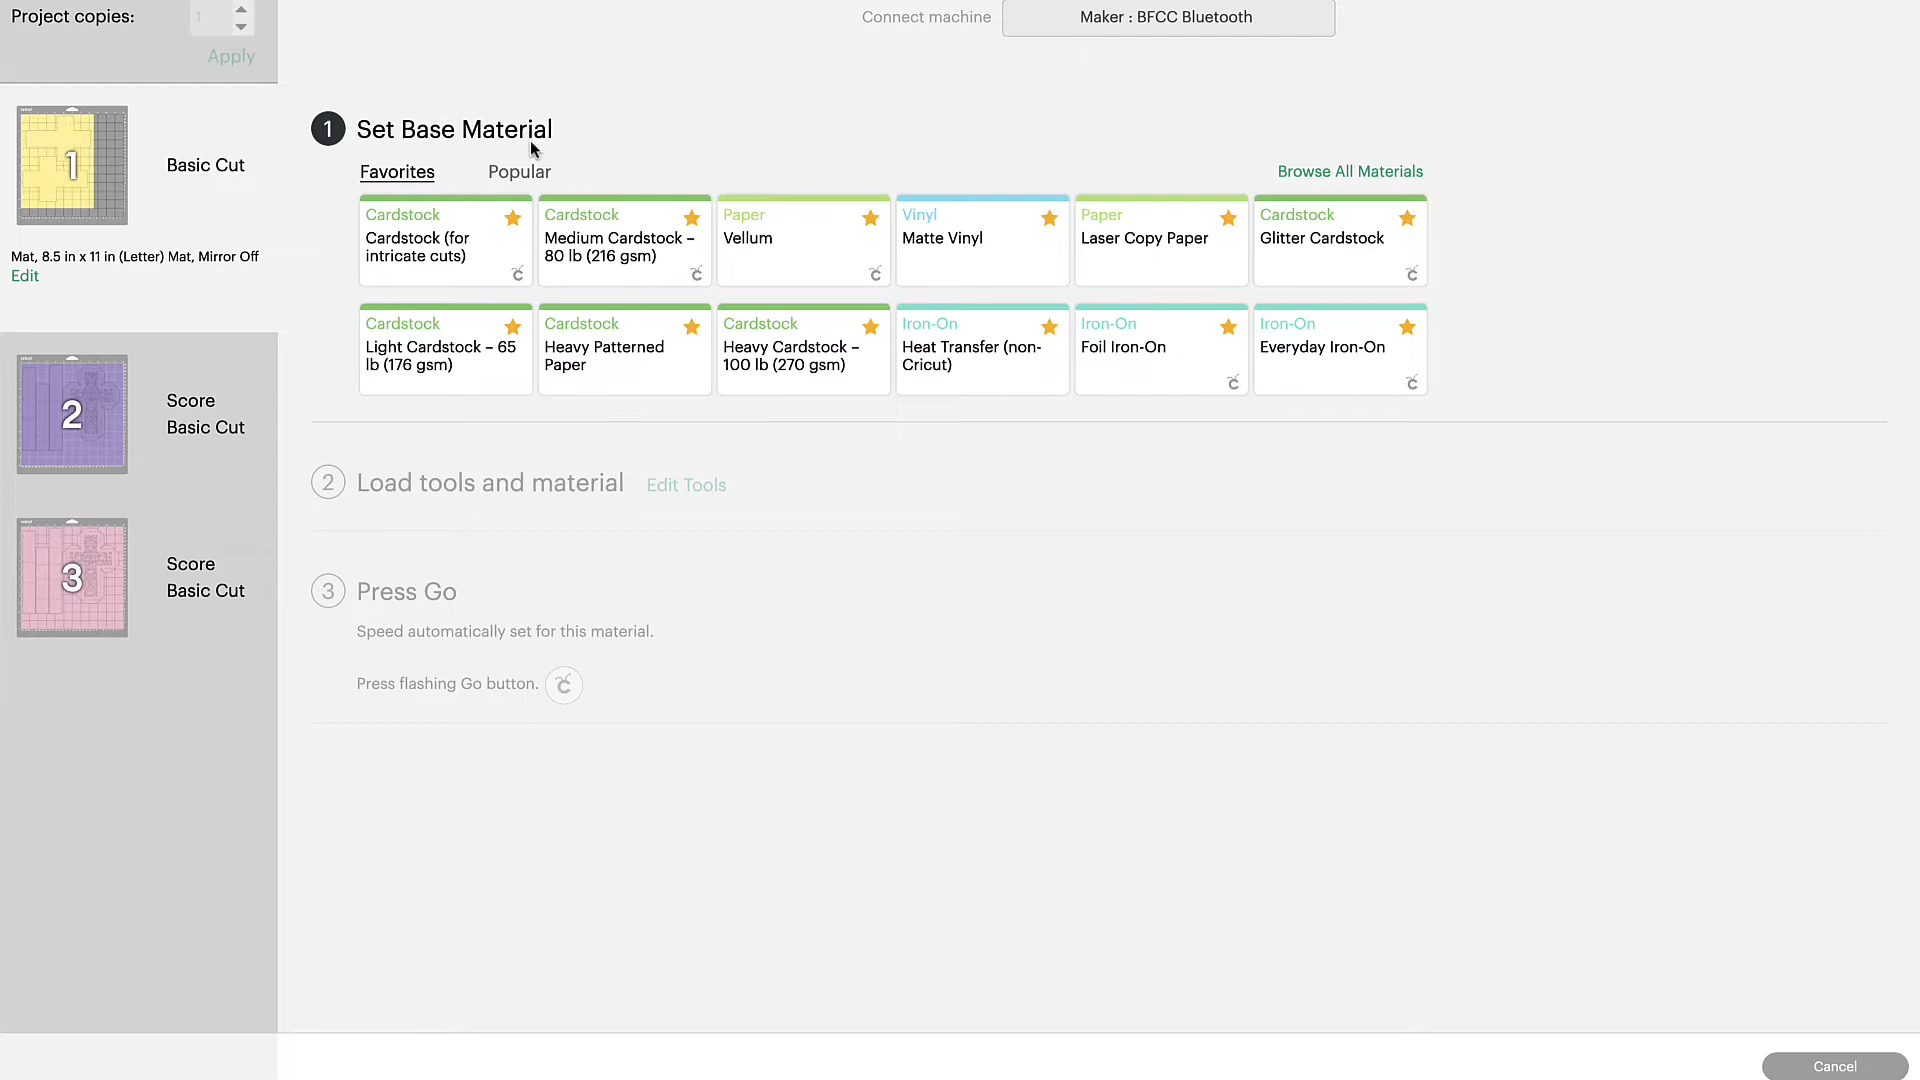 Project copies: 1
Apply
Connect machine
Maker : BFCC Bluetooth
1
Basic Cut
Mat, 8.5 in x 11 in (Letter) Mat, Mirror Off
Edit
2
Score
Basic Cut
3
Score
Basic Cut
1 Set Base Material
Favorites Popular
Browse All Materials
Cardstock
Cardstock (for
intricate cuts)
Cardstock
Medium Cardstock –
80 lb (216 gsm)
Paper
Vellum
Vinyl
Matte Vinyl
Paper
Laser Copy Paper
Cardstock
Glitter Cardstock
Cardstock
Light Cardstock – 65
lb (176 gsm)
Cardstock
Heavy Patterned
Paper
Cardstock
Heavy Cardstock –
100 lb (270 gsm)
Iron-On
Heat Transfer (non-
Cricut)
Iron-On
Foil Iron-On
Iron-On
Everyday Iron-On
2 Load tools and material Edit Tools
3 Press Go
Speed automatically set for this material.
Press flashing Go button.
Cancel